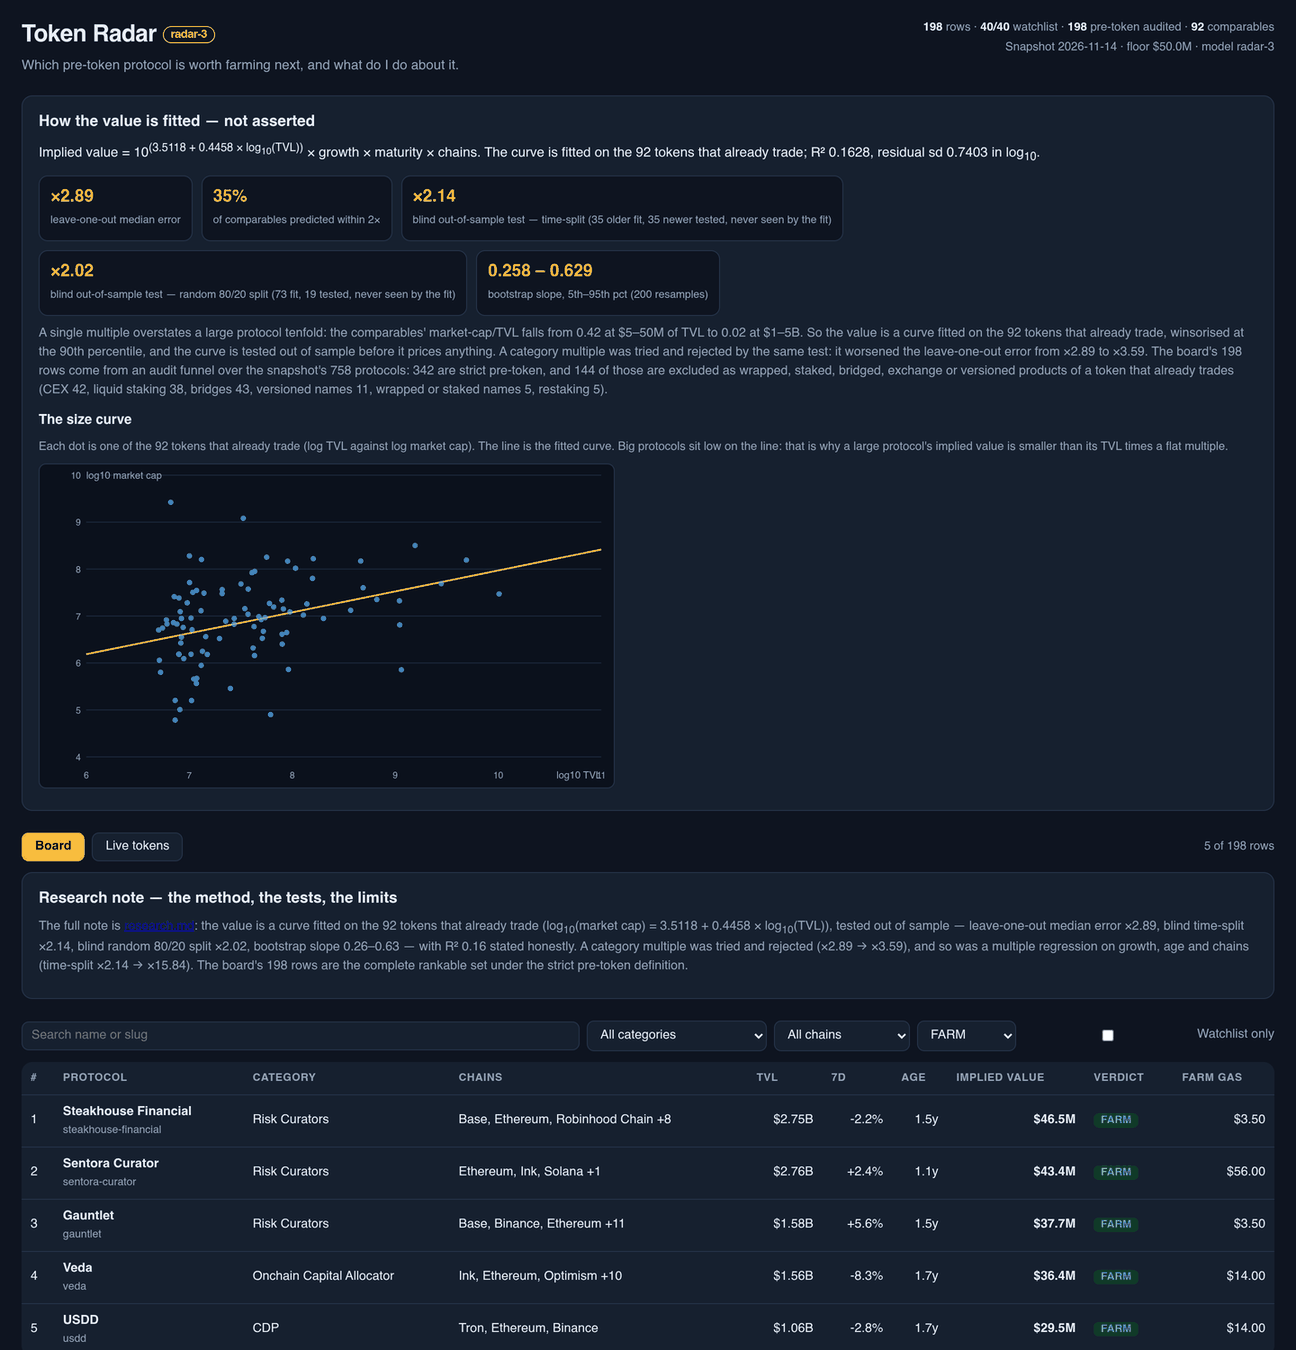 Token Radar radar-3
198 rows · 40/40 watchlist · 198 pre-token audited · 92 comparables
Snapshot 2026-11-14 · floor $50.0M · model radar-3
Which pre-token protocol is worth farming next, and what do I do about it.
How the value is fitted — not asserted
Implied value = 10^(3.5118 + 0.4458 × log₁₀(TVL)) × growth × maturity × chains. The curve is fitted on the 92 tokens that already trade; R² 0.1628, residual sd 0.7403 in log₁₀.
×2.89
leave-one-out median error
35%
of comparables predicted within 2×
×2.14
blind out-of-sample test — time-split (35 older fit, 35 newer tested, never seen by the fit)
×2.02
blind out-of-sample test — random 80/20 split (73 fit, 19 tested, never seen by the fit)
0.258 – 0.629
bootstrap slope, 5th–95th pct (200 resamples)
A single multiple overstates a large protocol tenfold: the comparables' market-cap/TVL falls from 0.42 at $5–50M of TVL to 0.02 at $1–5B. So the value is a curve fitted on the 92 tokens that already trade, winsorised at
the 90th percentile, and the curve is tested out of sample before it prices anything. A category multiple was tried and rejected by the same test: it worsened the leave-one-out error from ×2.89 to ×3.59. The board's 198
rows come from an audit funnel over the snapshot's 758 protocols: 342 are strict pre-token, and 144 of those are excluded as wrapped, staked, bridged, exchange or versioned products of a token that already trades
(CEX 42, liquid staking 38, bridges 43, versioned names 11, wrapped or staked names 5, restaking 5).
The size curve
Each dot is one of the 92 tokens that already trade (log TVL against log market cap). The line is the fitted curve. Big protocols sit low on the line: that is why a large protocol's implied value is smaller than its TVL times a flat multiple.
10 log10 market cap
9
8
7
6
5
4
6 7 8 9 10 log10 TVL 11
Board
Live tokens
5 of 198 rows
Research note — the method, the tests, the limits
The full note is : the value is a curve fitted on the 92 tokens that already trade (log₁₀(market cap) = 3.5118 + 0.4458 × log₁₀(TVL)), tested out of sample — leave-one-out median error ×2.89, blind time-split
×2.14, blind random 80/20 split ×2.02, bootstrap slope 0.26–0.63 — with R² 0.16 stated honestly. A category multiple was tried and rejected (×2.89 → ×3.59), and so was a multiple regression on growth, age and chains
(time-split ×2.14 → ×15.84). The board's 198 rows are the complete rankable set under the strict pre-token definition.
Search name or slug
All categories
All chains
FARM
Watchlist only
# PROTOCOL CATEGORY CHAINS TVL 7D AGE IMPLIED VALUE VERDICT FARM GAS
1 Steakhouse Financial Risk Curators Base, Ethereum, Robinhood Chain +8 $2.75B -2.2% 1.5y $46.5M FARM $3.50
steakhouse-financial
2 Sentora Curator Risk Curators Ethereum, Ink, Solana +1 $2.76B +2.4% 1.1y $43.4M FARM $56.00
sentora-curator
3 Gauntlet Risk Curators Base, Binance, Ethereum +11 $1.58B +5.6% 1.5y $37.7M FARM $3.50
gauntlet
4 Veda Onchain Capital Allocator Ink, Ethereum, Optimism +10 $1.56B -8.3% 1.7y $36.4M FARM $14.00
veda
5 USDD CDP Tron, Ethereum, Binance $1.06B -2.8% 1.7y $29.5M FARM $14.00
usdd